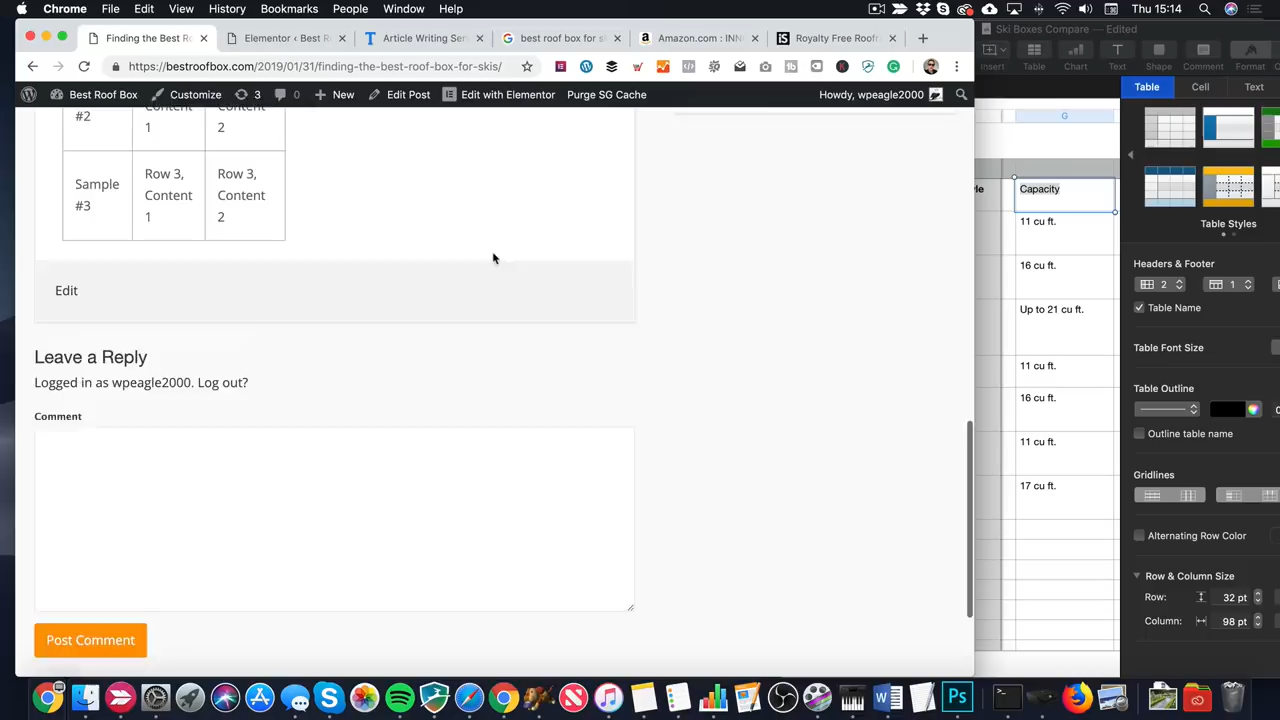 Chrome File Edit View History Bookmarks People Window Help Thu 15:14
Finding the Best Ro Elementor ‹ Best Ro Article Writing Ser best roof box for s Amazon.com : INN Royalty Free Roofr
Ski Boxes Compare — Edited
https://bestroofbox.com/2019/01/31/finding-the-best-roof-box-for-skis/
Insert Table Chart Text Shape Comment Format
Best Roof Box Customize 3 0 New Edit Post Edit with Elementor Purge SG Cache Howdy, wpeagle2000
Table Cell Text
#2
Content
1
Content
2
Sample
#3
Row 3,
Content
1
Row 3,
Content
2
Edit
Leave a Reply
Logged in as wpeagle2000. Log out?
Comment
Post Comment
G
le
Capacity
11 cu ft.
16 cu ft.
Up to 21 cu ft.
11 cu ft.
16 cu ft.
11 cu ft.
17 cu ft.
Table Styles
Headers & Footer
2 1
Table Name
Table Font Size
Table Outline
0
Outline table name
Gridlines
Alternating Row Color
Row & Column Size
Row: 32 pt
Column: 98 pt
W
Ps